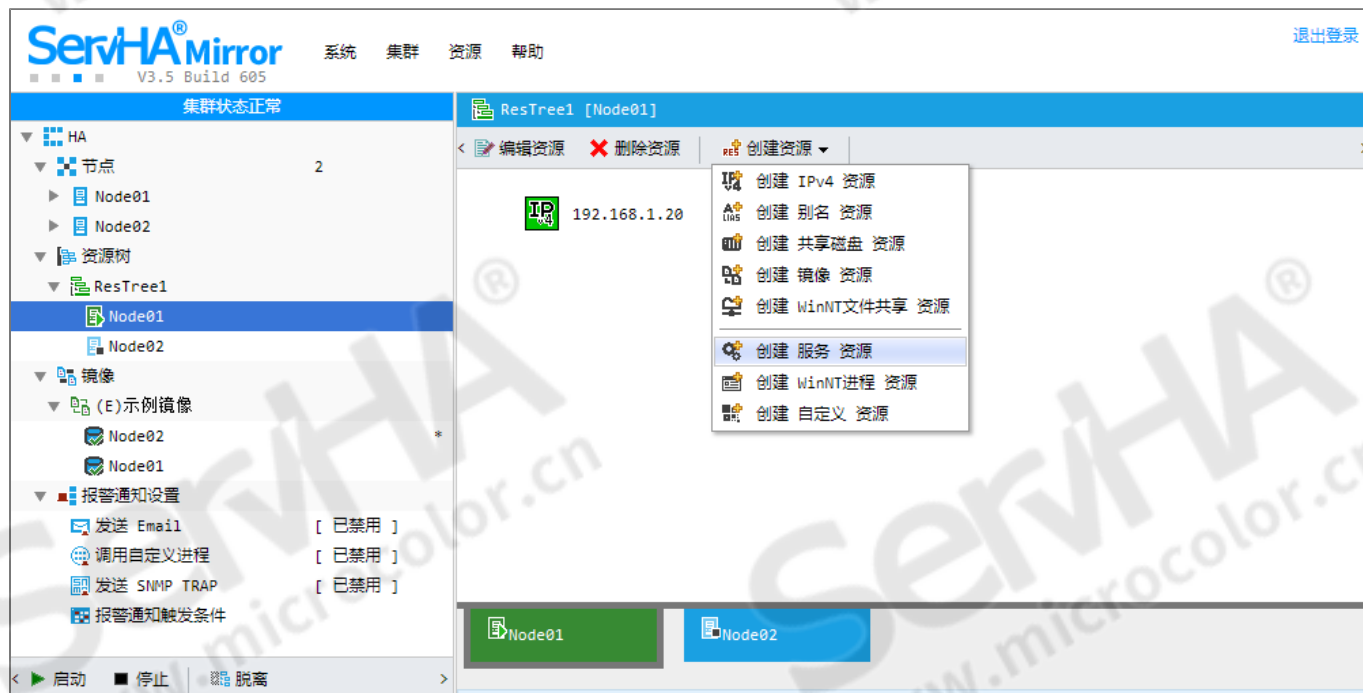 ServHA® Mirror
V3.5 Build 605
系统 集群 资源 帮助
退出登录
集群状态正常
HA
节点 2
Node01
Node02
资源树
ResTree1
Node01
Node02
镜像
(E)示例镜像
Node02 *
Node01
报警通知设置
发送 Email [ 已禁用 ]
调用自定义进程 [ 已禁用 ]
发送 SNMP TRAP [ 已禁用 ]
报警通知触发条件
< 启动 停止 脱离 >
ResTree1 [Node01]
< 编辑资源 删除资源 RES 创建资源
IPv4 192.168.1.20
IPv4 创建 IPv4 资源
ALIAS 创建 别名 资源
创建 共享磁盘 资源
创建 镜像 资源
创建 WinNT文件共享 资源
创建 服务 资源
创建 WinNT进程 资源
创建 自定义 资源
Node01
Node02
ServHA®
www.microcolor.cn
ServHA®
www.microcolor.cn